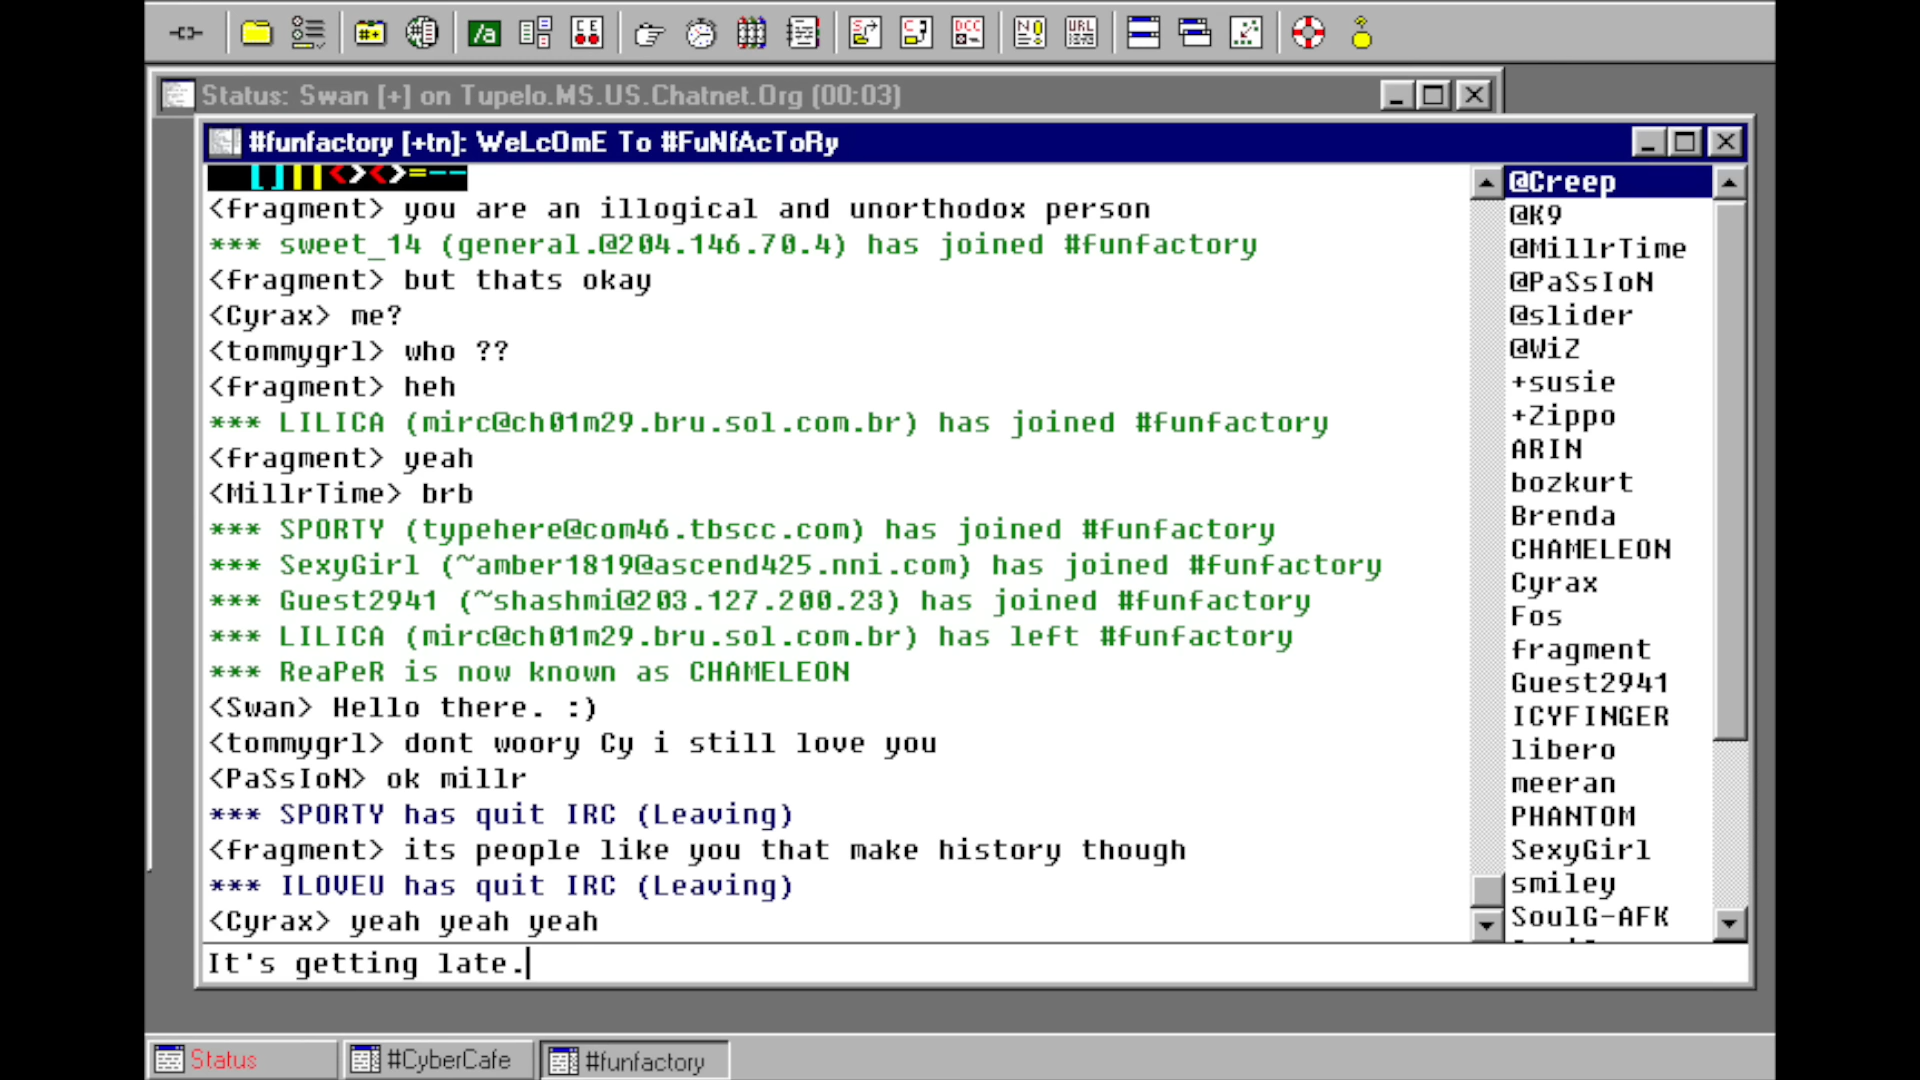 Status: Swan [+] on Tupelo.MS.US.Chatnet.Org (00:03)
#funfactory [+tn]: WeLcOmE To #FuNfAcToRy
[]||<><>=--
<fragment> you are an illogical and unorthodox person
*** sweet_14 (general.@204.146.70.4) has joined #funfactory
<fragment> but thats okay
<Cyrax> me?
<tommygrl> who ??
<fragment> heh
*** LILICA (mirc@ch01m29.bru.sol.com.br) has joined #funfactory
<fragment> yeah
<MillrTime> brb
*** SPORTY (typehere@com46.tbscc.com) has joined #funfactory
*** SexyGirl (~amber1819@ascend425.nni.com) has joined #funfactory
*** Guest2941 (~shashmi@203.127.200.23) has joined #funfactory
*** LILICA (mirc@ch01m29.bru.sol.com.br) has left #funfactory
*** ReaPeR is now known as CHAMELEON
<Swan> Hello there. :)
<tommygrl> dont woory Cy i still love you
<PaSsIoN> ok millr
*** SPORTY has quit IRC (Leaving)
<fragment> its people like you that make history though
*** ILOVEU has quit IRC (Leaving)
<Cyrax> yeah yeah yeah
It's getting late.
@Creep
@K9
@MillrTime
@PaSsIoN
@slider
@WiZ
+susie
+Zippo
ARIN
bozkurt
Brenda
CHAMELEON
Cyrax
Fos
fragment
Guest2941
ICYFINGER
libero
meeran
PHANTOM
SexyGirl
smiley
SoulG-AFK
Status
#CyberCafe
#funfactory